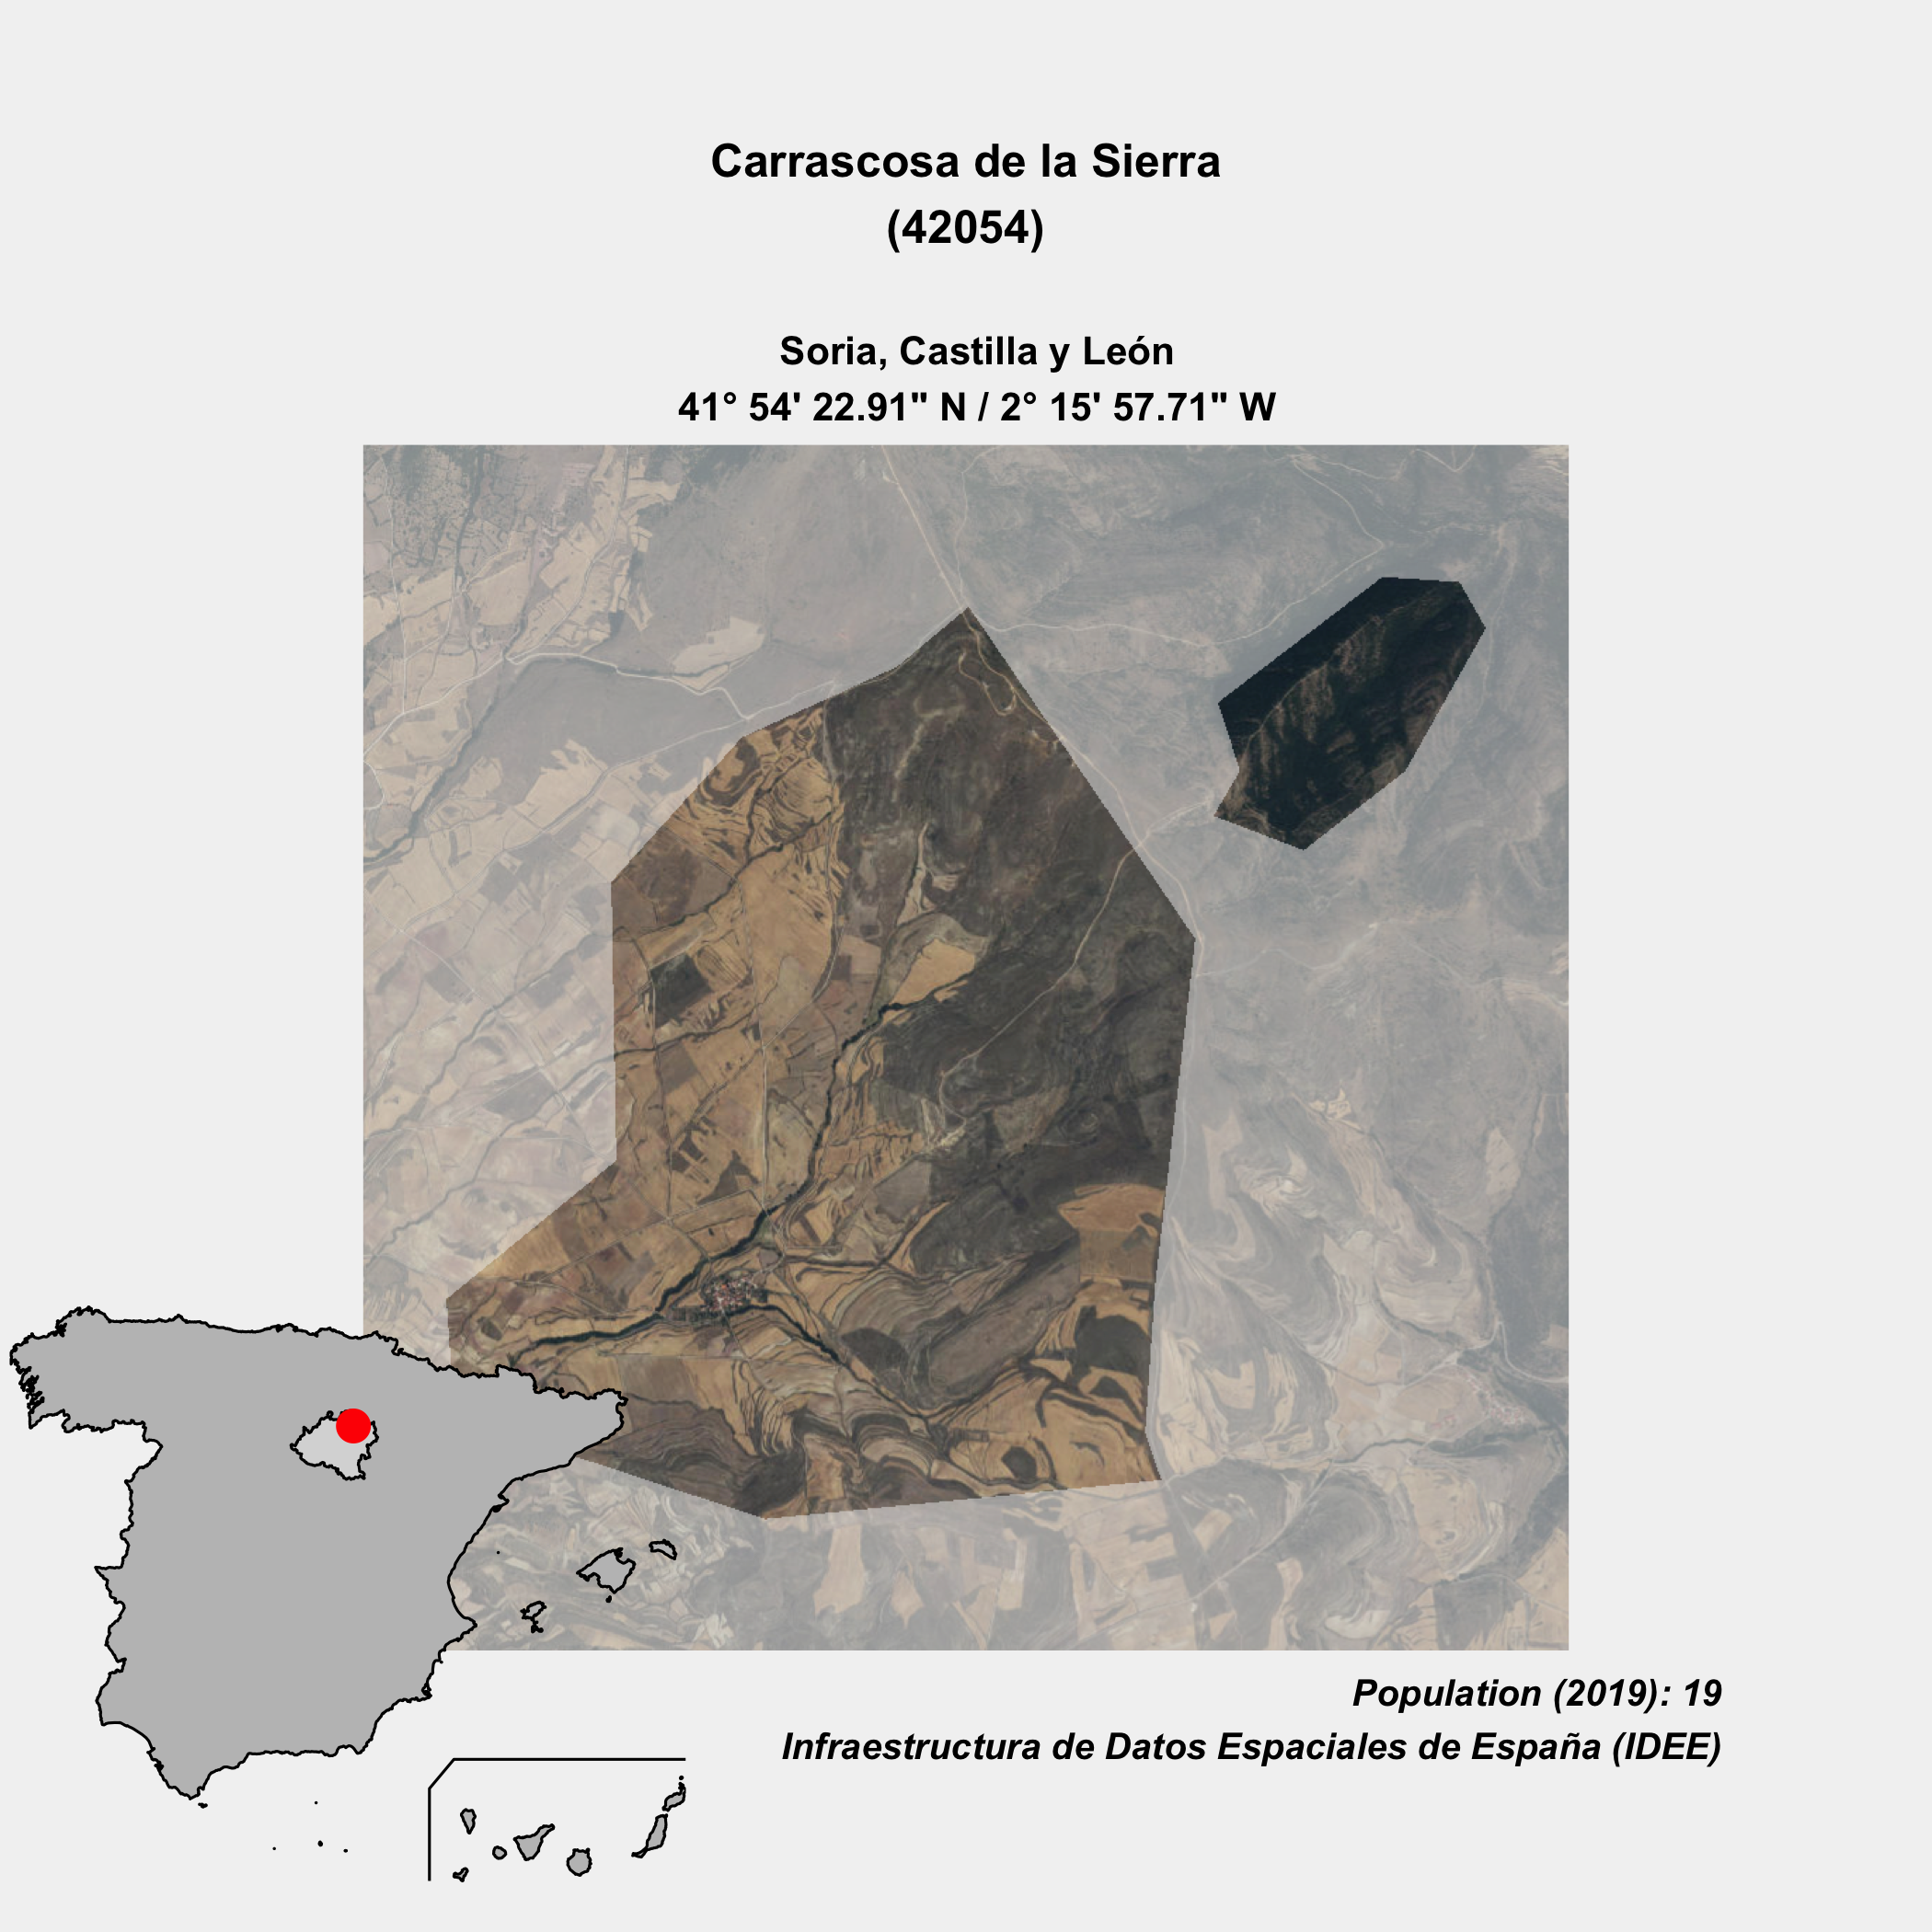 Carrascosa de la Sierra
(42054)
Soria, Castilla y León
41° 54' 22.91" N / 2° 15' 57.71" W
Population (2019): 19
Infraestructura de Datos Espaciales de España (IDEE)